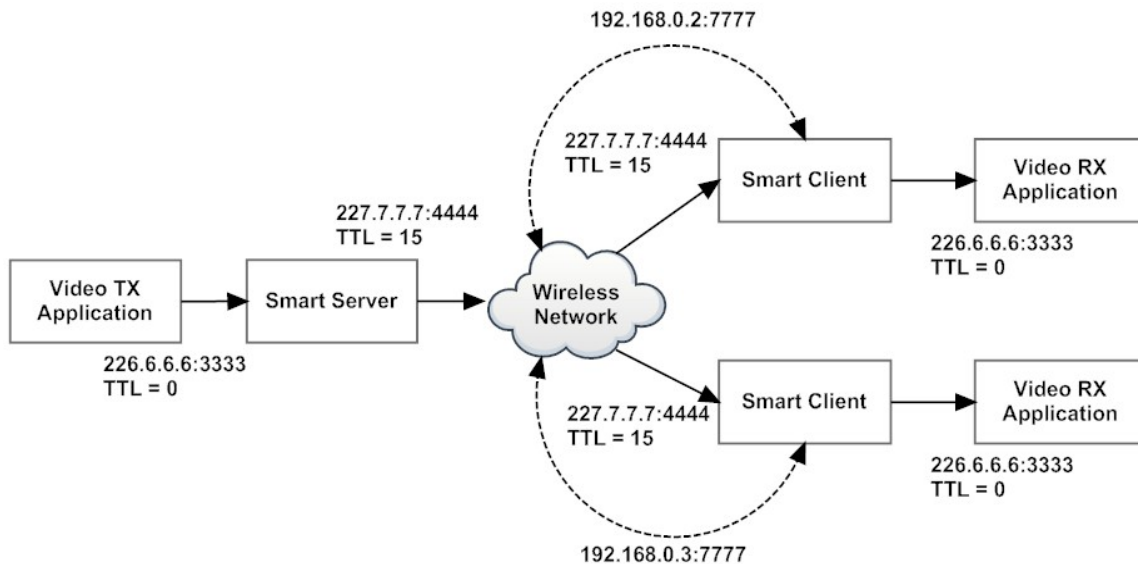 192.168.0.2:7777
227.7.7.7:4444
TTL = 15
Smart Client
Video RX
Application
226.6.6.6:3333
TTL = 0
227.7.7.7:4444
TTL = 15
Video TX
Application
Smart Server
Wireless
Network
226.6.6.6:3333
TTL = 0
227.7.7.7:4444
TTL = 15
Smart Client
Video RX
Application
226.6.6.6:3333
TTL = 0
192.168.0.3:7777